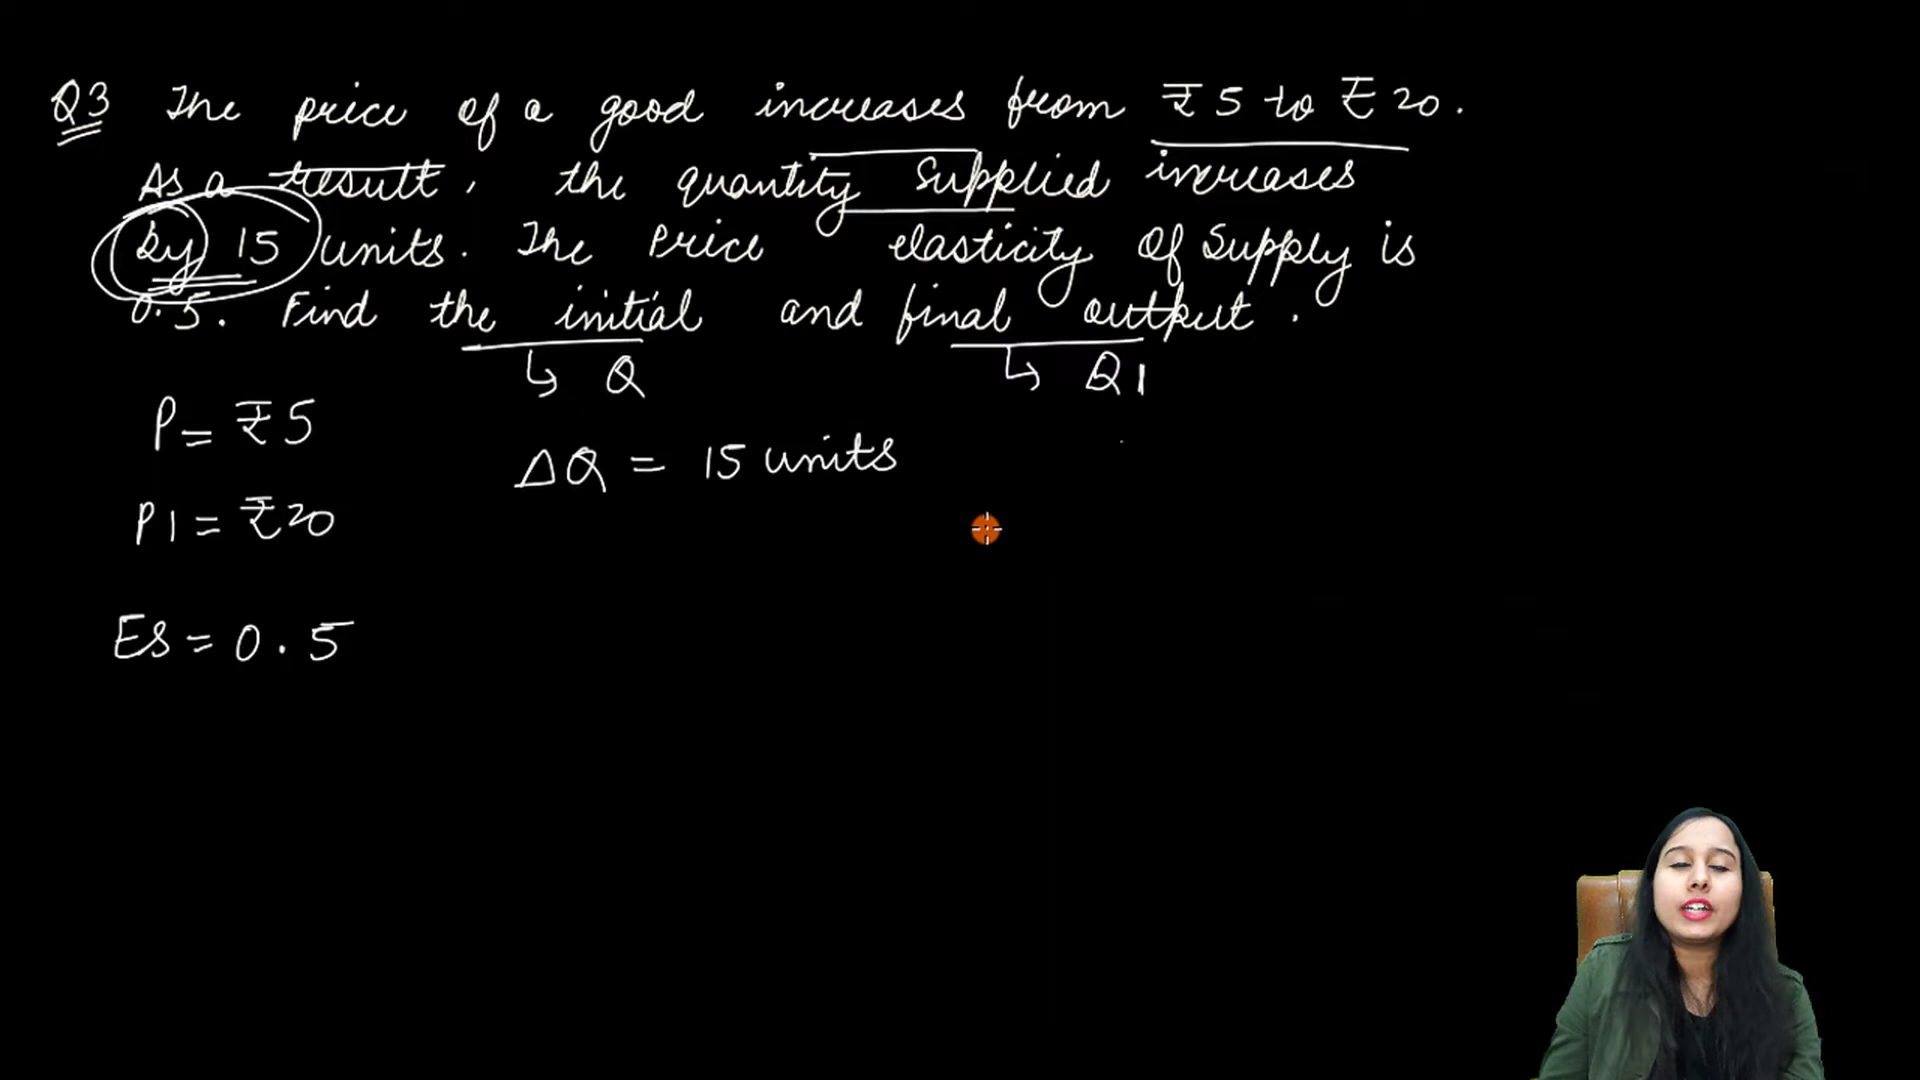 Q3 The price of a good increases from ₹5 to ₹20.
As a result, the quantity supplied increases
by 15 units. The Price elasticity of supply is
0.5. Find the initial and final output.
↳ Q ↳ Q1
P = ₹5
ΔQ = 15 units
P1 = ₹20
Es = 0.5